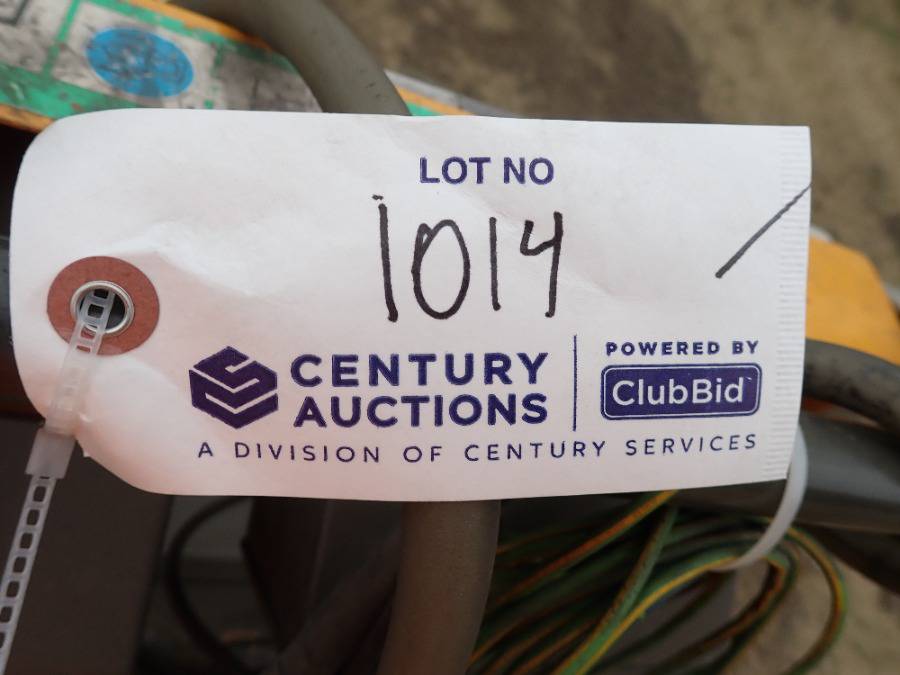 LOT NO
1014
CENTURY
AUCTIONS
POWERED BY
ClubBid
A DIVISION OF CENTURY SERVICES